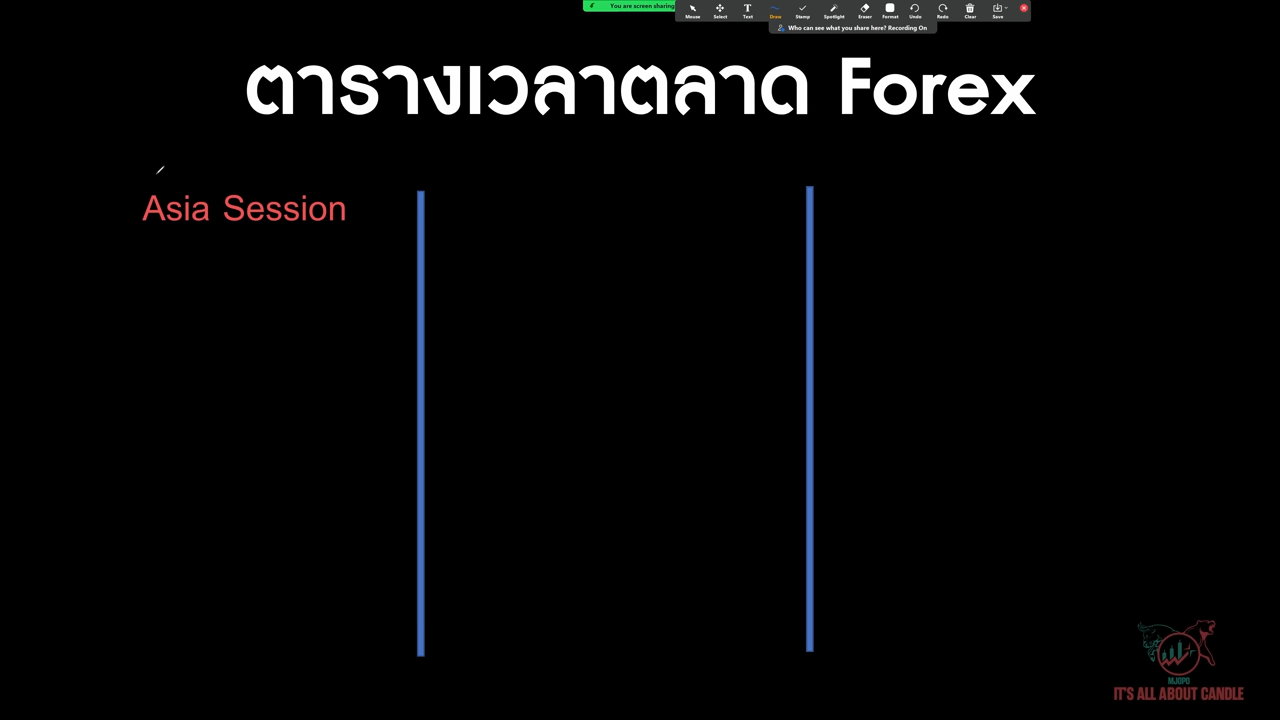 You are screen sharing
Mouse Select Text Draw Stamp Spotlight Eraser Format Undo Redo Clear Save
Who can see what you share here? Recording On
ตารางเวลาตลาด Forex
Asia Session
MJOPO
IT'S ALL ABOUT CANDLE